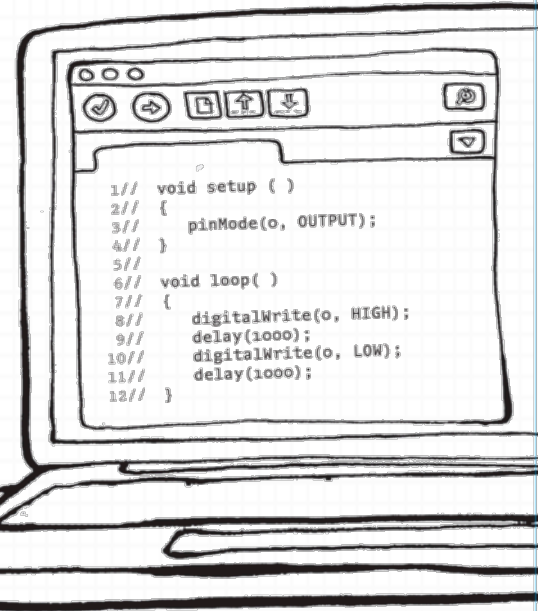 1// void setup ( )
2// {
3// pinMode(0, OUTPUT);
4// }
5//
6// void loop( )
7// {
8// digitalWrite(0, HIGH);
9// delay(1000);
10// digitalWrite(0, LOW);
11// delay(1000);
12// }